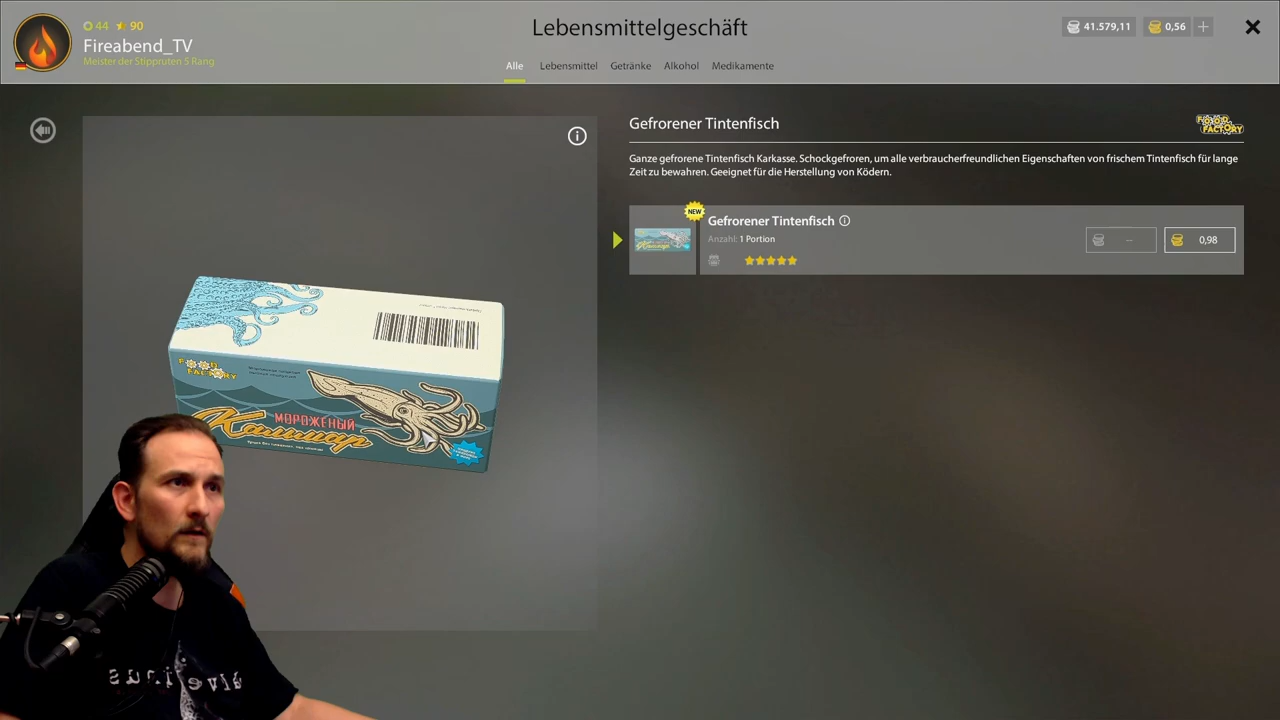 44 90
Fireabend_TV
Meister der Stippruten 5 Rang
Lebensmittelgeschäft
41.579,11 0,56 +
Alle Lebensmittel Getränke Alkohol Medikamente
Gefrorener Tintenfisch
FOOD
FACTORY
Ganze gefrorene Tintenfisch Karkasse. Schockgefroren, um alle verbraucherfreundlichen Eigenschaften von frischem Tintenfisch für lange
Zeit zu bewahren. Geeignet für die Herstellung von Ködern.
NEW
Gefrorener Tintenfisch
Anzahl: 1 Portion
-- 0,98
FOOD
FACTORY
МОРОЖЕНЫЙ
Кальмар